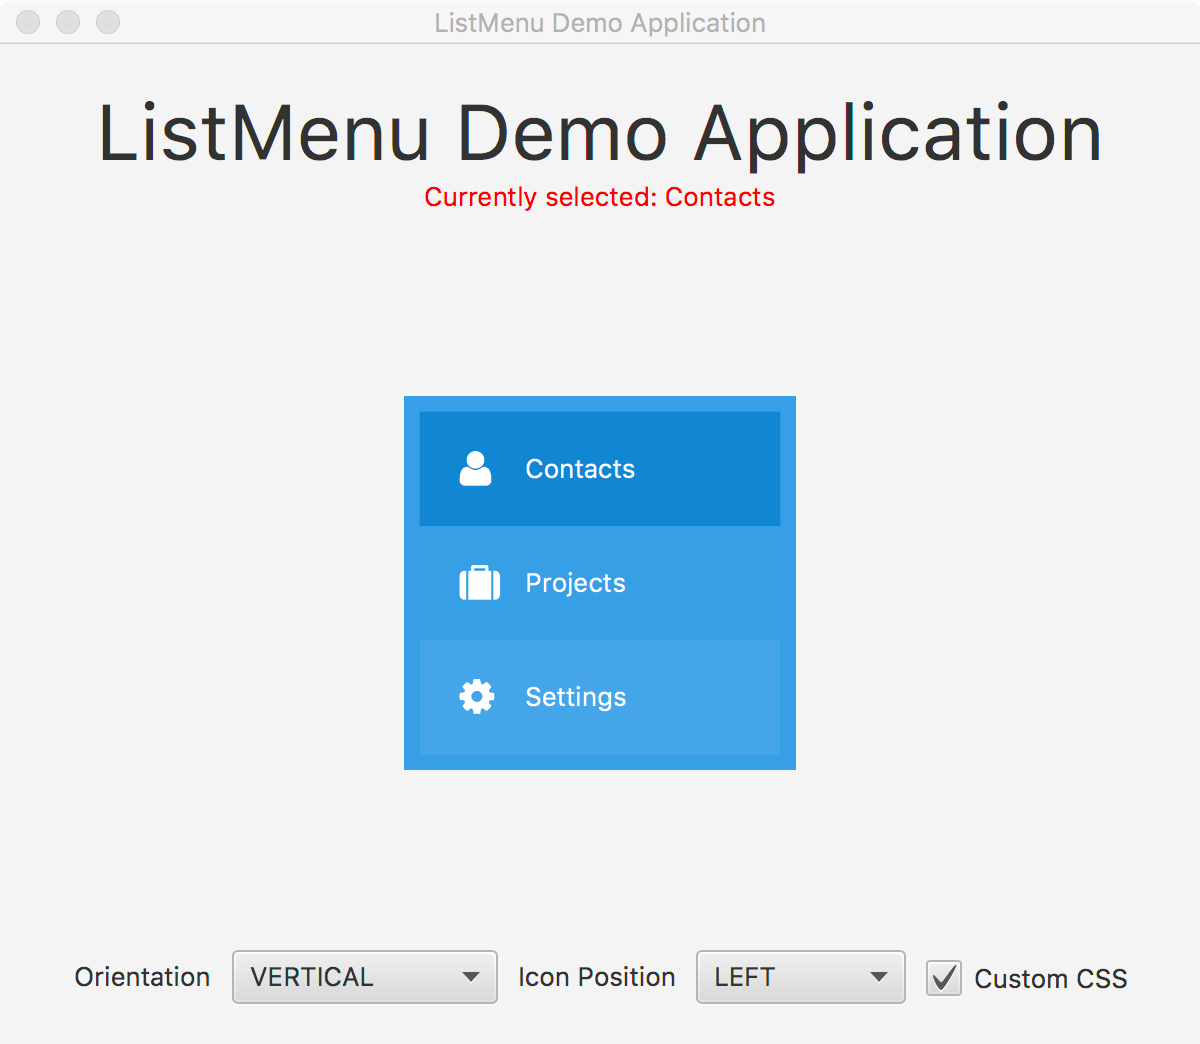 ListMenu Demo Application
ListMenu Demo Application
Currently selected: Contacts
Contacts
Projects
Settings
Orientation VERTICAL Icon Position LEFT Custom CSS